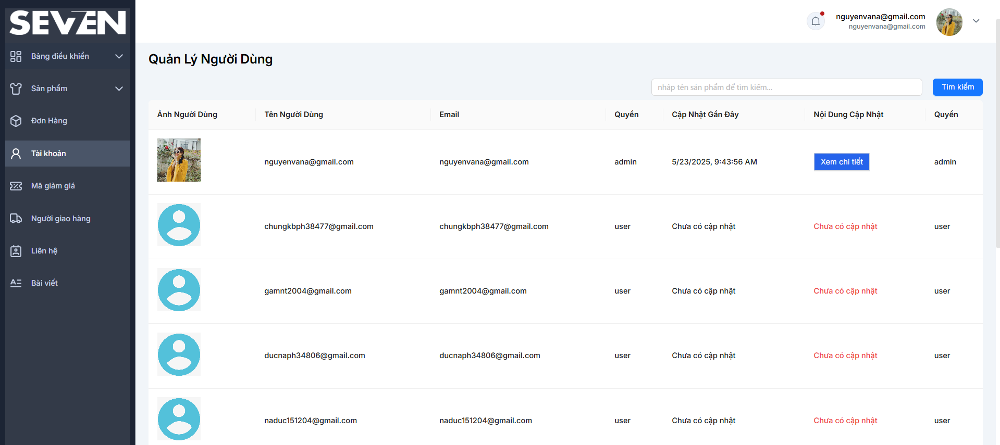 SEVEN
nguyenvana@gmail.com
nguyenvana@gmail.com
Bảng điều khiển
Sản phẩm
Đơn Hàng
Tài khoản
Mã giảm giá
Người giao hàng
Liên hệ
Bài viết
Quản Lý Người Dùng
nhập tên sản phẩm để tìm kiếm...
Tìm kiếm
Ảnh Người Dùng Tên Người Dùng Email Quyền Cập Nhật Gần Đây Nội Dung Cập Nhật Quyền
nguyenvana@gmail.com nguyenvana@gmail.com admin 5/23/2025, 9:43:56 AM Xem chi tiết admin
chungkbph38477@gmail.com chungkbph38477@gmail.com user Chưa có cập nhật Chưa có cập nhật user
gamnt2004@gmail.com gamnt2004@gmail.com user Chưa có cập nhật Chưa có cập nhật user
ducnaph34806@gmail.com ducnaph34806@gmail.com user Chưa có cập nhật Chưa có cập nhật user
naduc151204@gmail.com naduc151204@gmail.com user Chưa có cập nhật Chưa có cập nhật user